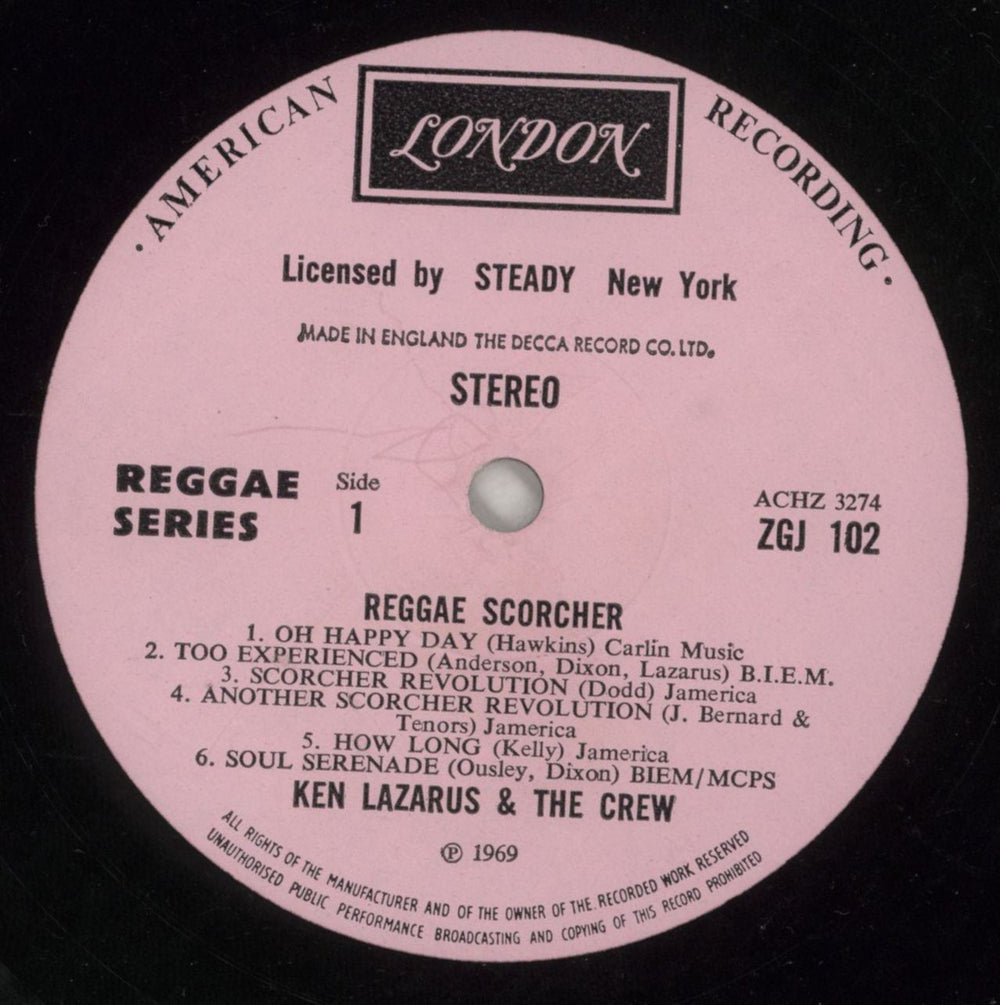 · AMERICAN RECORDING ·
LONDON
Licensed by STEADY New York
MADE IN ENGLAND THE DECCA RECORD CO. LTD.
STEREO
REGGAE SERIES
Side 1
ACHZ 3274
ZGJ 102
REGGAE SCORCHER
1. OH HAPPY DAY (Hawkins) Carlin Music
2. TOO EXPERIENCED (Anderson, Dixon, Lazarus) B.I.E.M.
3. SCORCHER REVOLUTION (Dodd) Jamerica
4. ANOTHER SCORCHER REVOLUTION (J. Bernard &
Tenors) Jamerica
5. HOW LONG (Kelly) Jamerica
6. SOUL SERENADE (Ousley, Dixon) BIEM/MCPS
KEN LAZARUS & THE CREW
℗ 1969
ALL RIGHTS OF THE MANUFACTURER AND OF THE OWNER OF THE RECORDED WORK RESERVED
UNAUTHORISED PUBLIC PERFORMANCE BROADCASTING AND COPYING OF THIS RECORD PROHIBITED